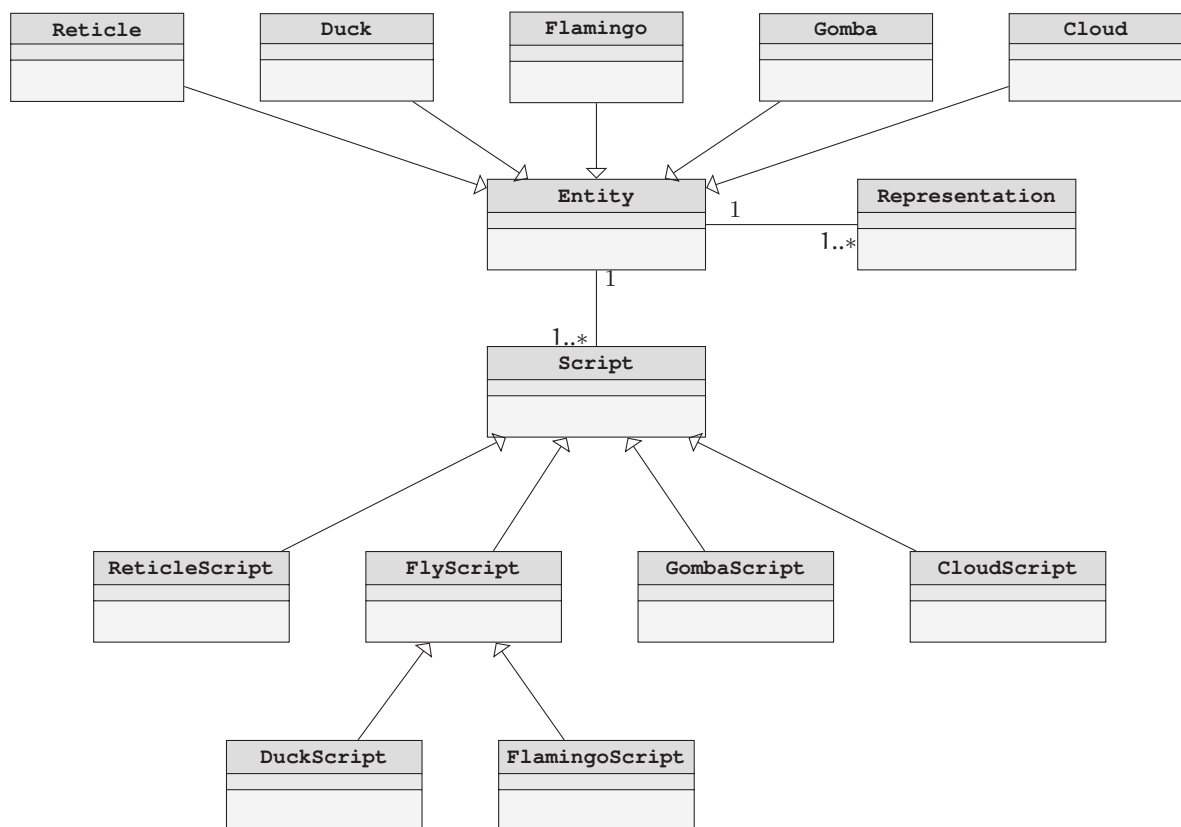 Reticle Duck Flamingo Gomba Cloud
Entity Representation
1
1..*
1
1..*
Script
ReticleScript FlyScript GombaScript CloudScript
DuckScript FlamingoScript